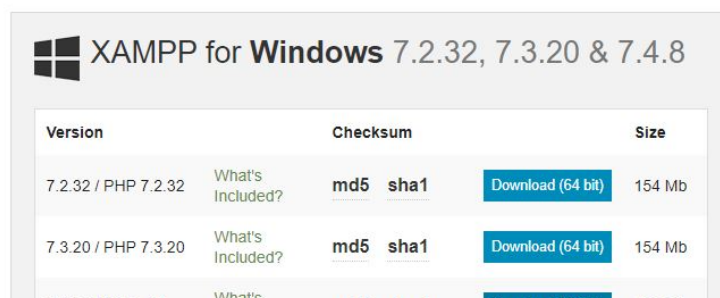 XAMPP for Windows 7.2.32, 7.3.20 & 7.4.8
Version Checksum Size
7.2.32 / PHP 7.2.32 What's Included? md5 sha1 Download (64 bit) 154 Mb
7.3.20 / PHP 7.3.20 What's Included? md5 sha1 Download (64 bit) 154 Mb
What's